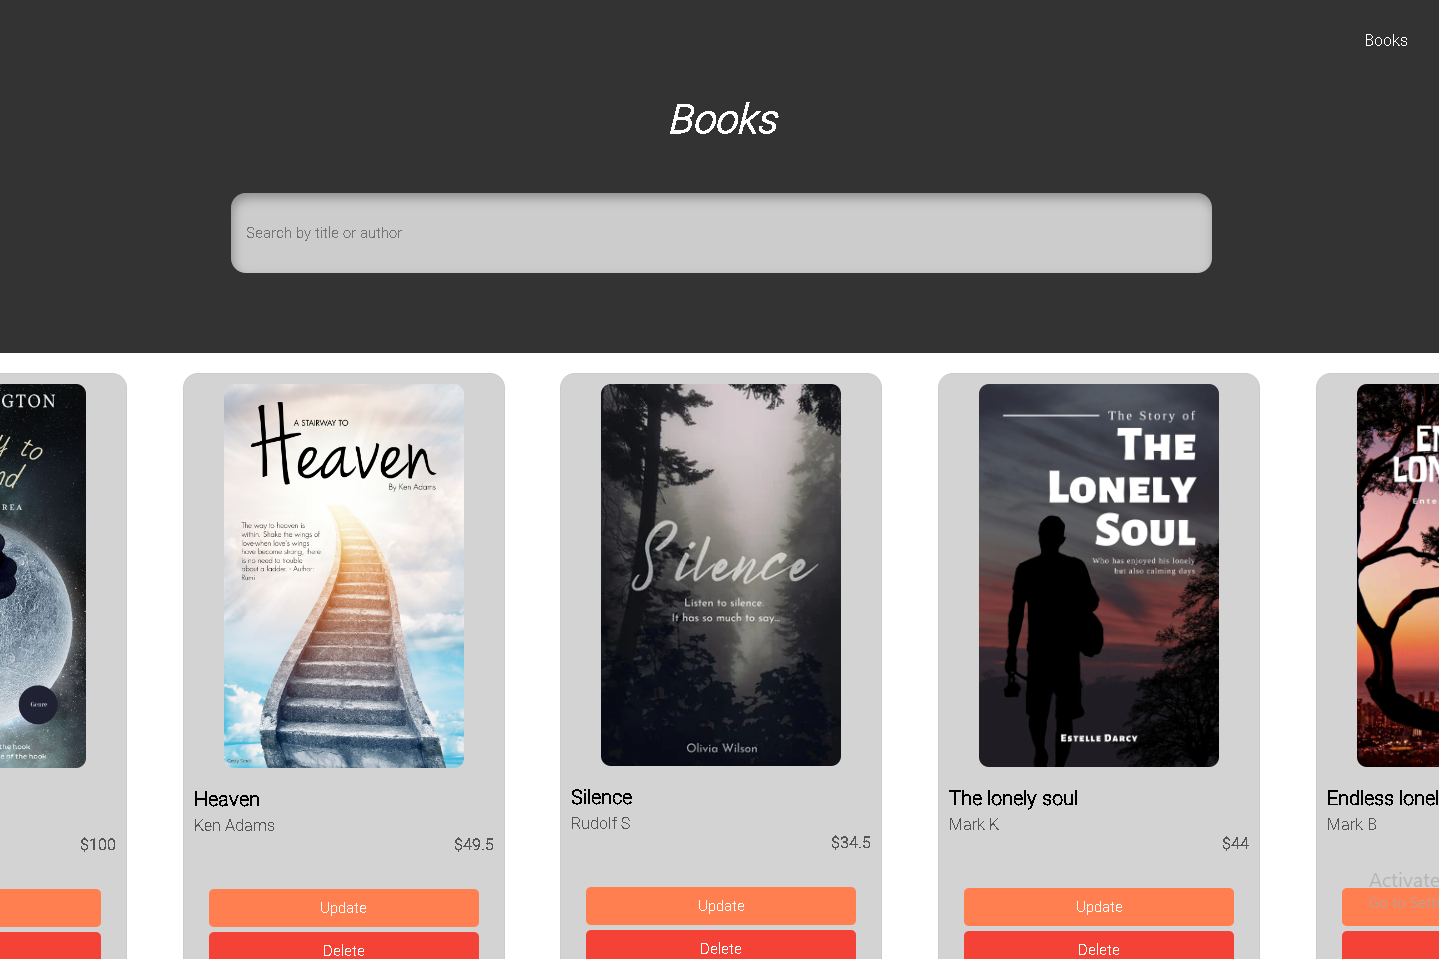 Books
Books
Search by title or author
GTON
y to
nd
REA
Genre
the hook
e of the hook
$100
A STAIRWAY TO
Heaven
By Ken Adams
The way to heaven is
within. Shake the wings of
love-when love's wings
have become strong, there
is no need to trouble
about a ladder. - Author:
Rumi
Heaven
Ken Adams
$49.5
Update
Delete
Silence
Listen to silence.
It has so much to say...
Olivia Wilson
Silence
Rudolf S
$34.5
Update
Delete
The Story of
THE
LONELY
SOUL
Who has enjoyed his lonely
but also calming days
ESTELLE DARCY
The lonely soul
Mark K
$44
Update
Delete
EN
LON
Ente
Endless lonel
Mark B
Activate
Go to Sett